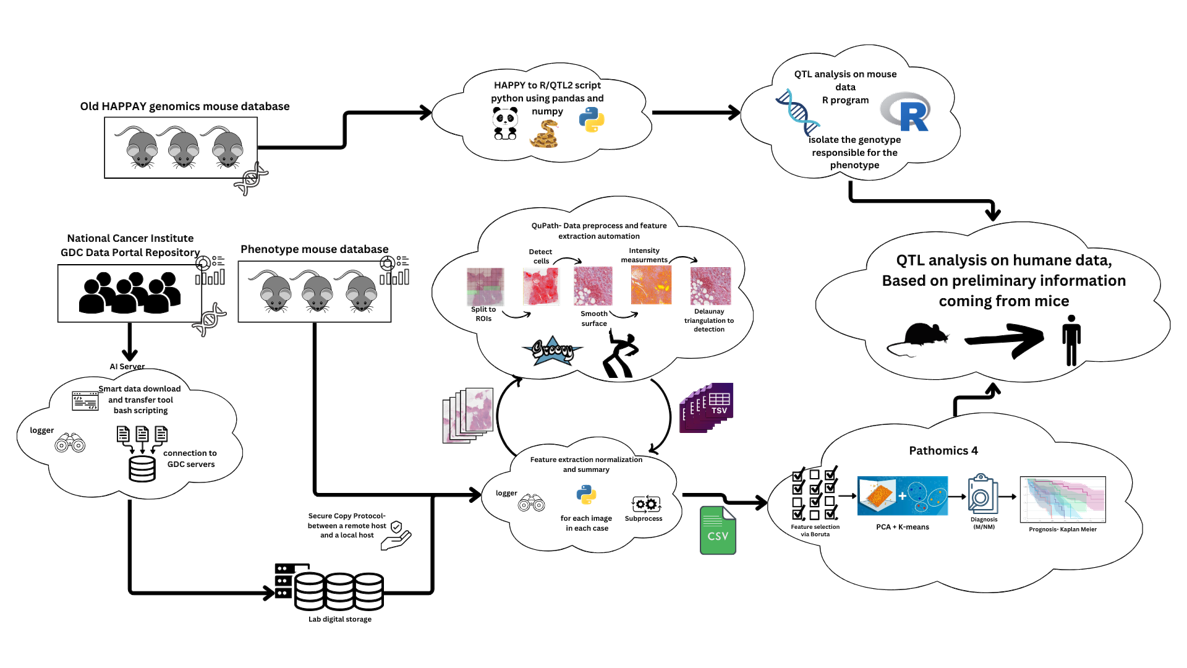 Old HAPPAY genomics mouse database
HAPPY to R/QTL2 script
python using pandas and
numpy
QTL analysis on mouse
data
R program
R
isolate the genotype
responsible for the
phenotype
National Cancer Institute
GDC Data Portal Repository
Phenotype mouse database
QuPath- Data preprocess and feature
extraction automation
Detect
cells
Intensity
measurments
Split to
ROIs
Smooth
surface
Delaunay
triangulation to
detection
Groovy
QTL analysis on humane data,
Based on preliminary information
coming from mice
AI Server
Smart data download
and transfer tool
bash scripting
logger
connection to
GDC servers
TSV
Feature extraction normalization
and summary
logger
for each image
in each case
Subprocess
Secure Copy Protocol-
between a remote host
and a local host
CSV
Pathomics 4
Feature selection
via Boruta
PCA + K-means
Diagnosis
(M/NM)
Prognosis- Kaplan Meier
Lab digital storage